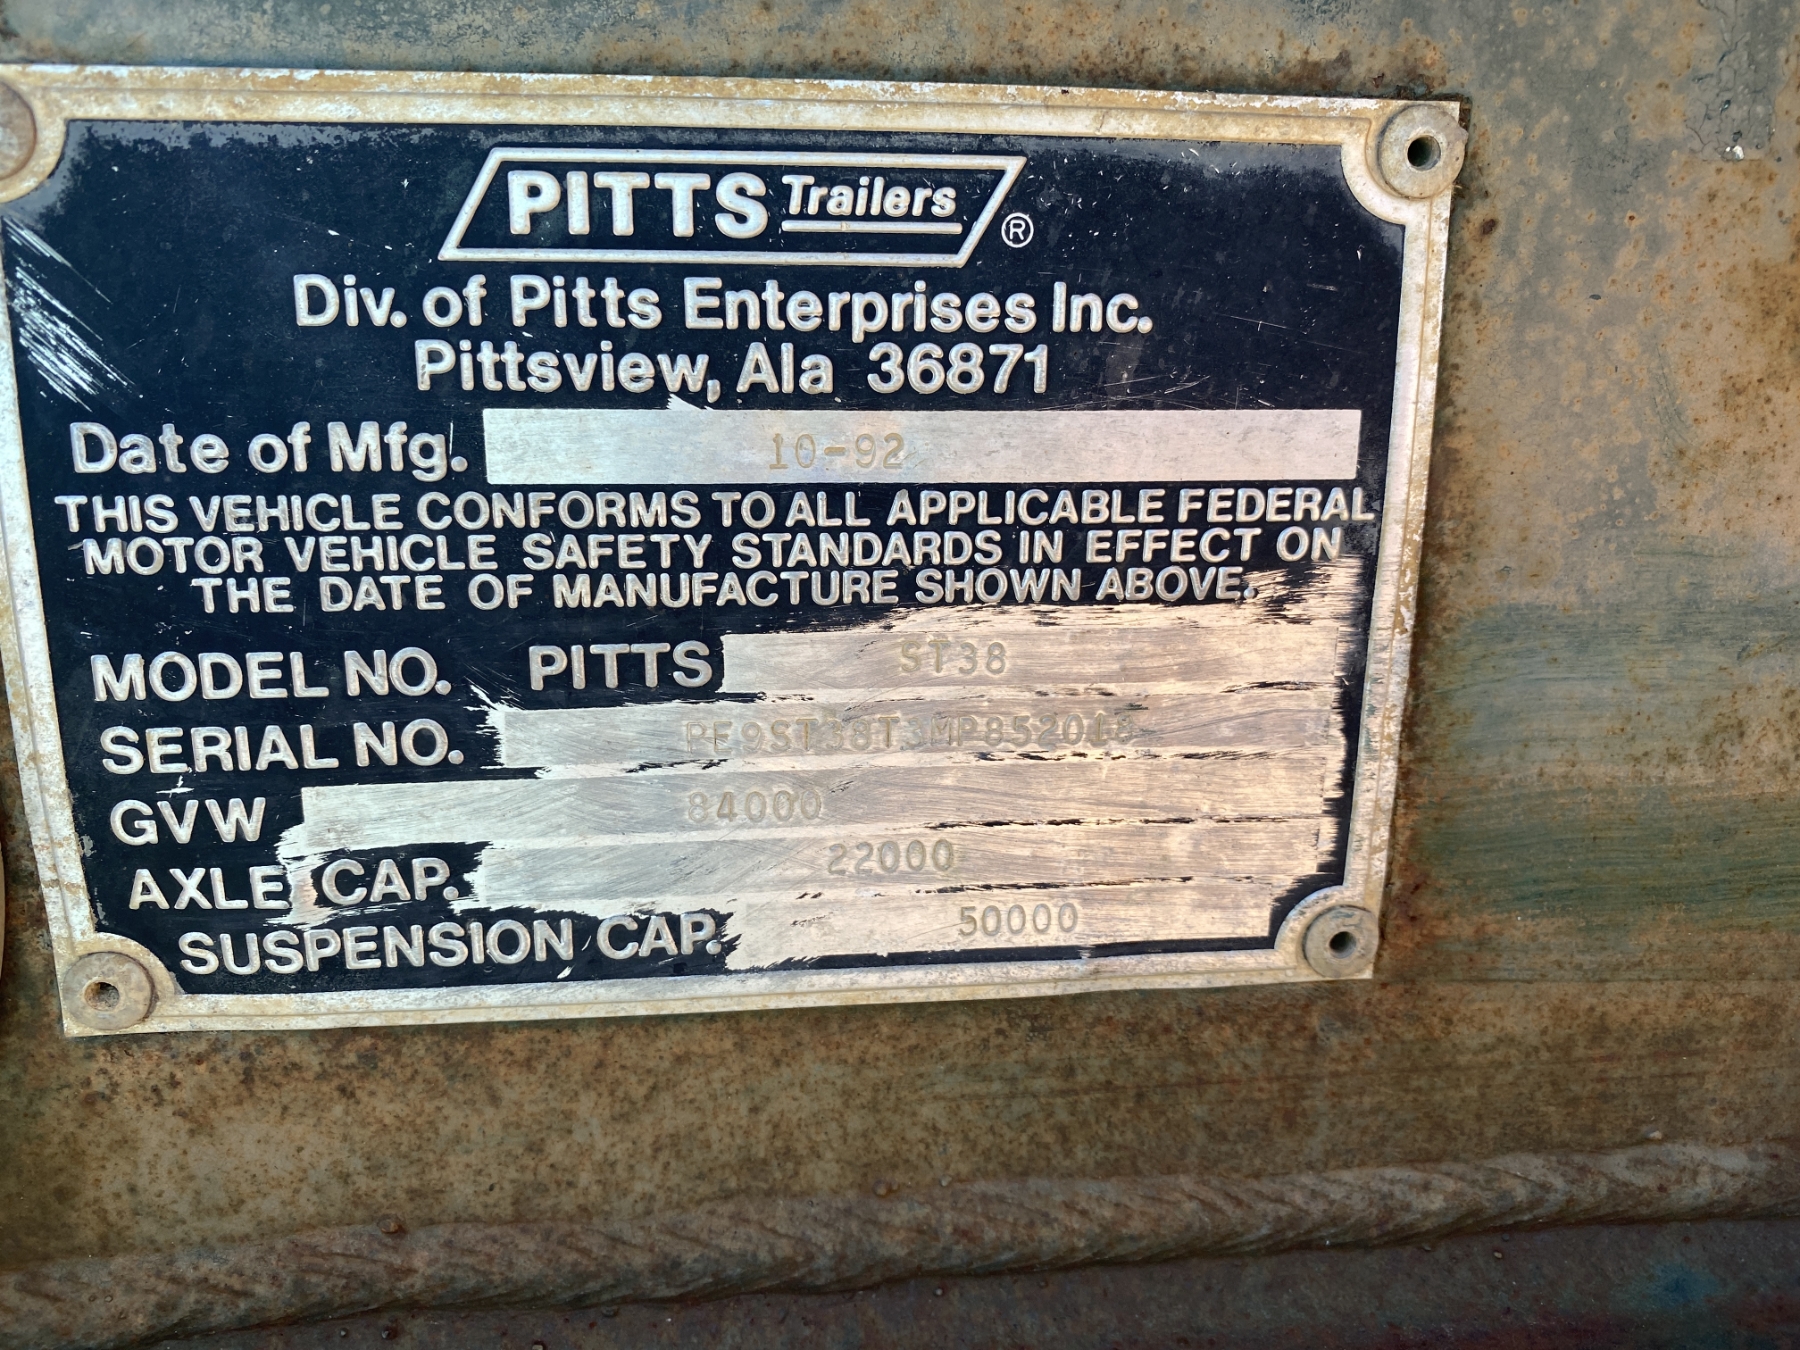 PITTS Trailers ®
Div. of Pitts Enterprises Inc.
Pittsview, Ala 36871
Date of Mfg. 10-92
THIS VEHICLE CONFORMS TO ALL APPLICABLE FEDERAL
MOTOR VEHICLE SAFETY STANDARDS IN EFFECT ON
THE DATE OF MANUFACTURE SHOWN ABOVE.
MODEL NO. PITTS ST38
SERIAL NO.
GVW 84000
AXLE CAP. 22000
SUSPENSION CAP. 50000